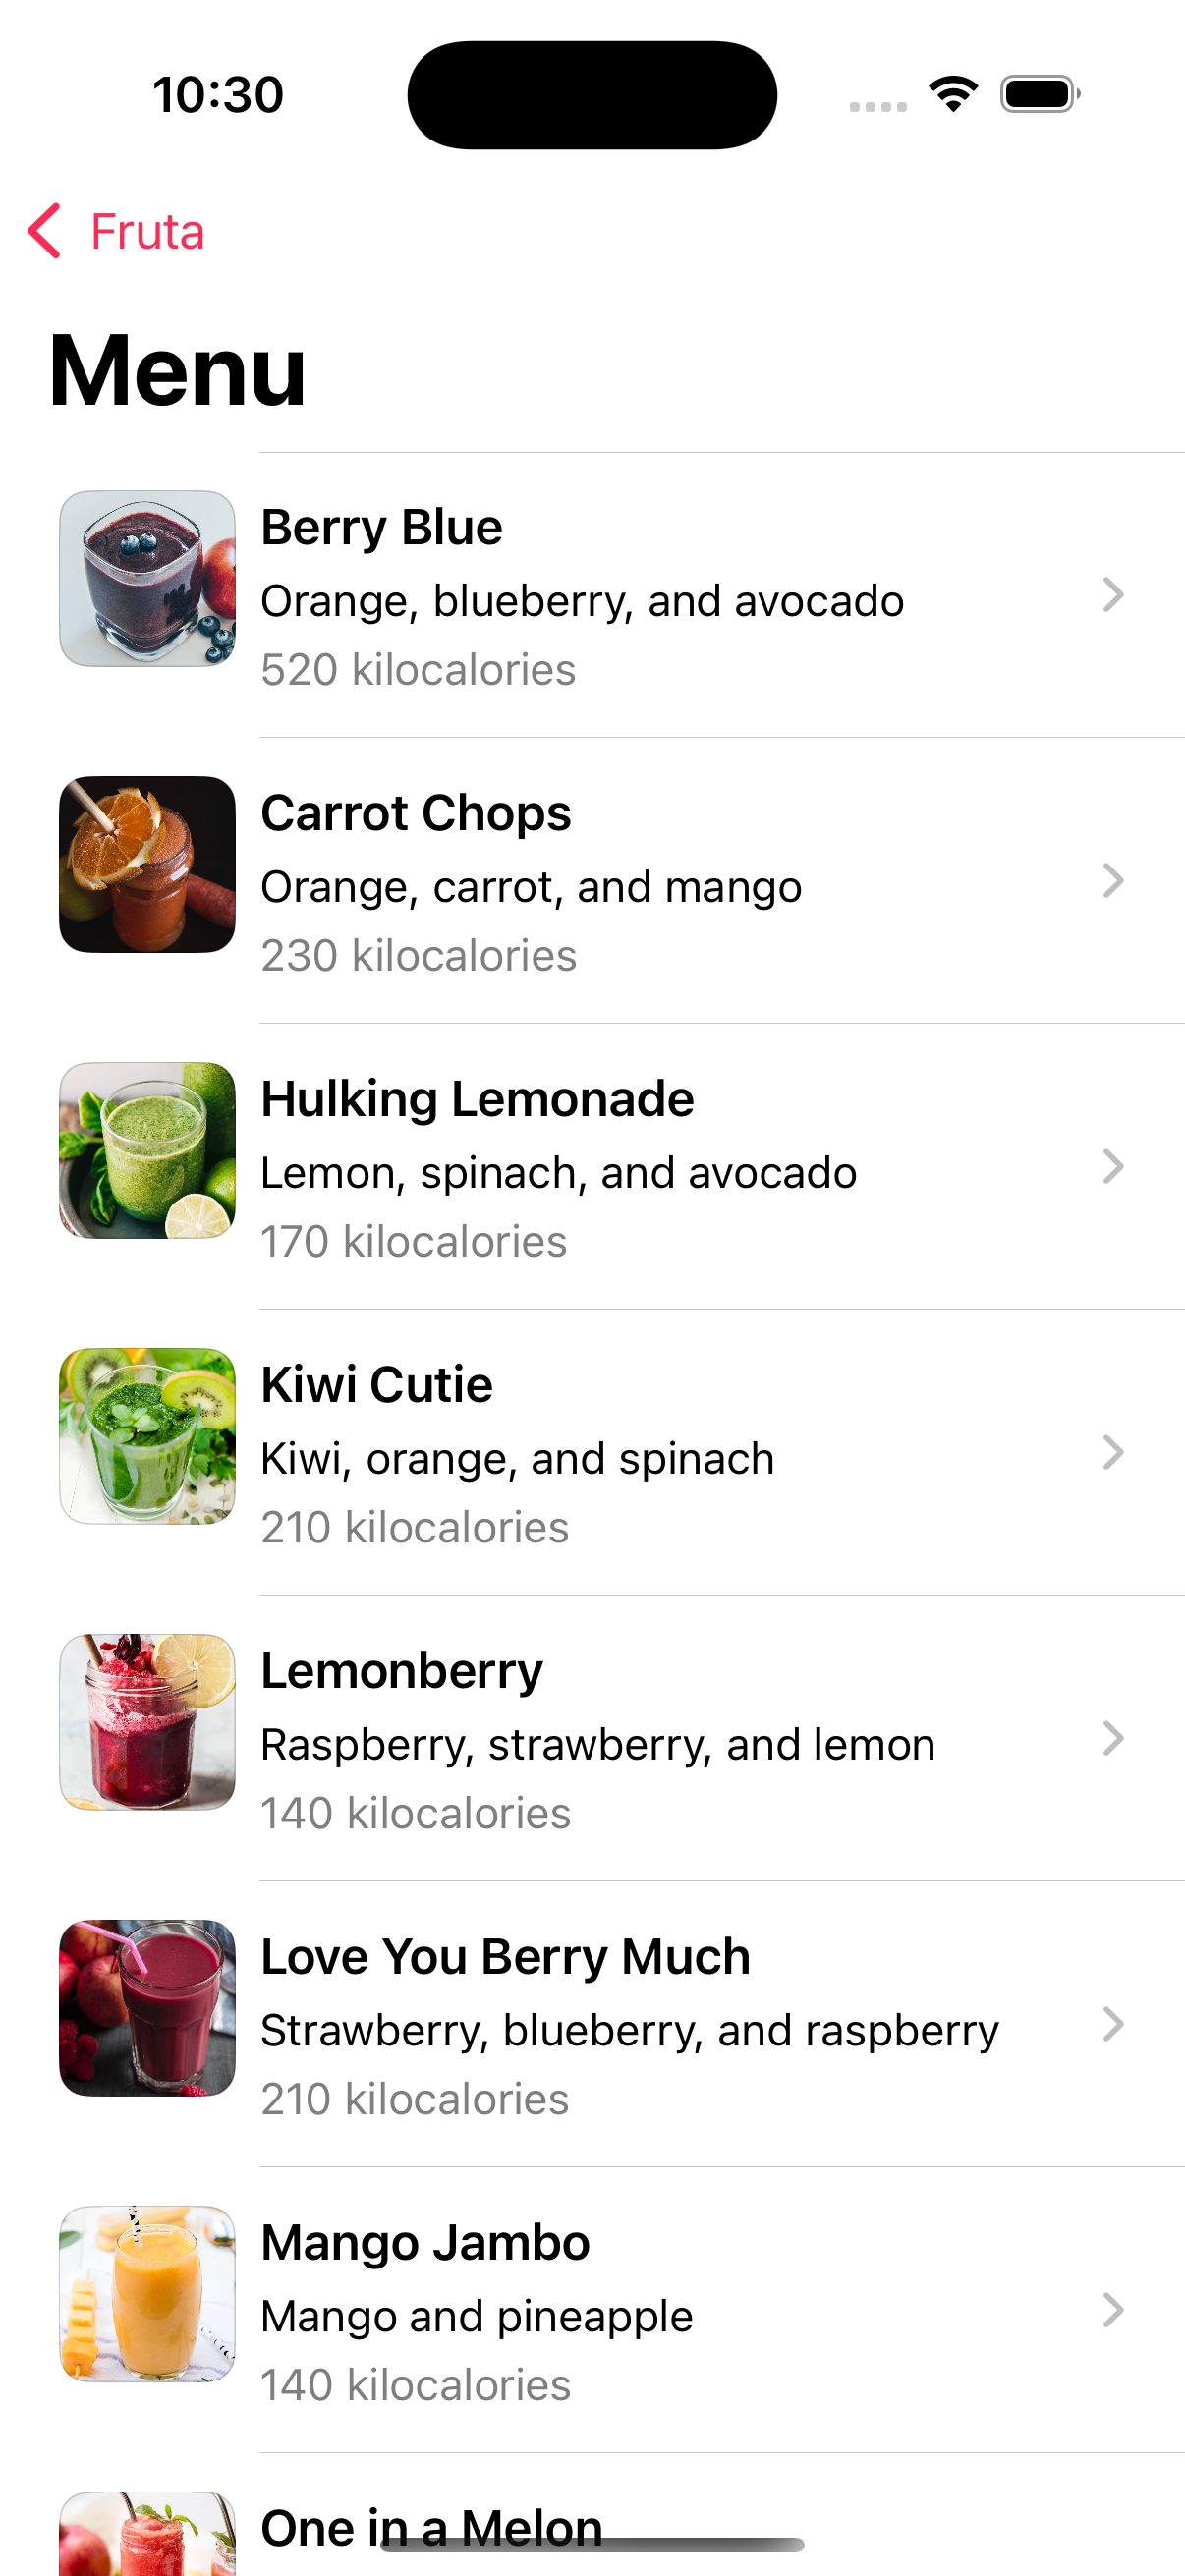 10:30
Fruta
Menu
Berry Blue
Orange, blueberry, and avocado
520 kilocalories
Carrot Chops
Orange, carrot, and mango
230 kilocalories
Hulking Lemonade
Lemon, spinach, and avocado
170 kilocalories
Kiwi Cutie
Kiwi, orange, and spinach
210 kilocalories
Lemonberry
Raspberry, strawberry, and lemon
140 kilocalories
Love You Berry Much
Strawberry, blueberry, and raspberry
210 kilocalories
Mango Jambo
Mango and pineapple
140 kilocalories
One in a Melon